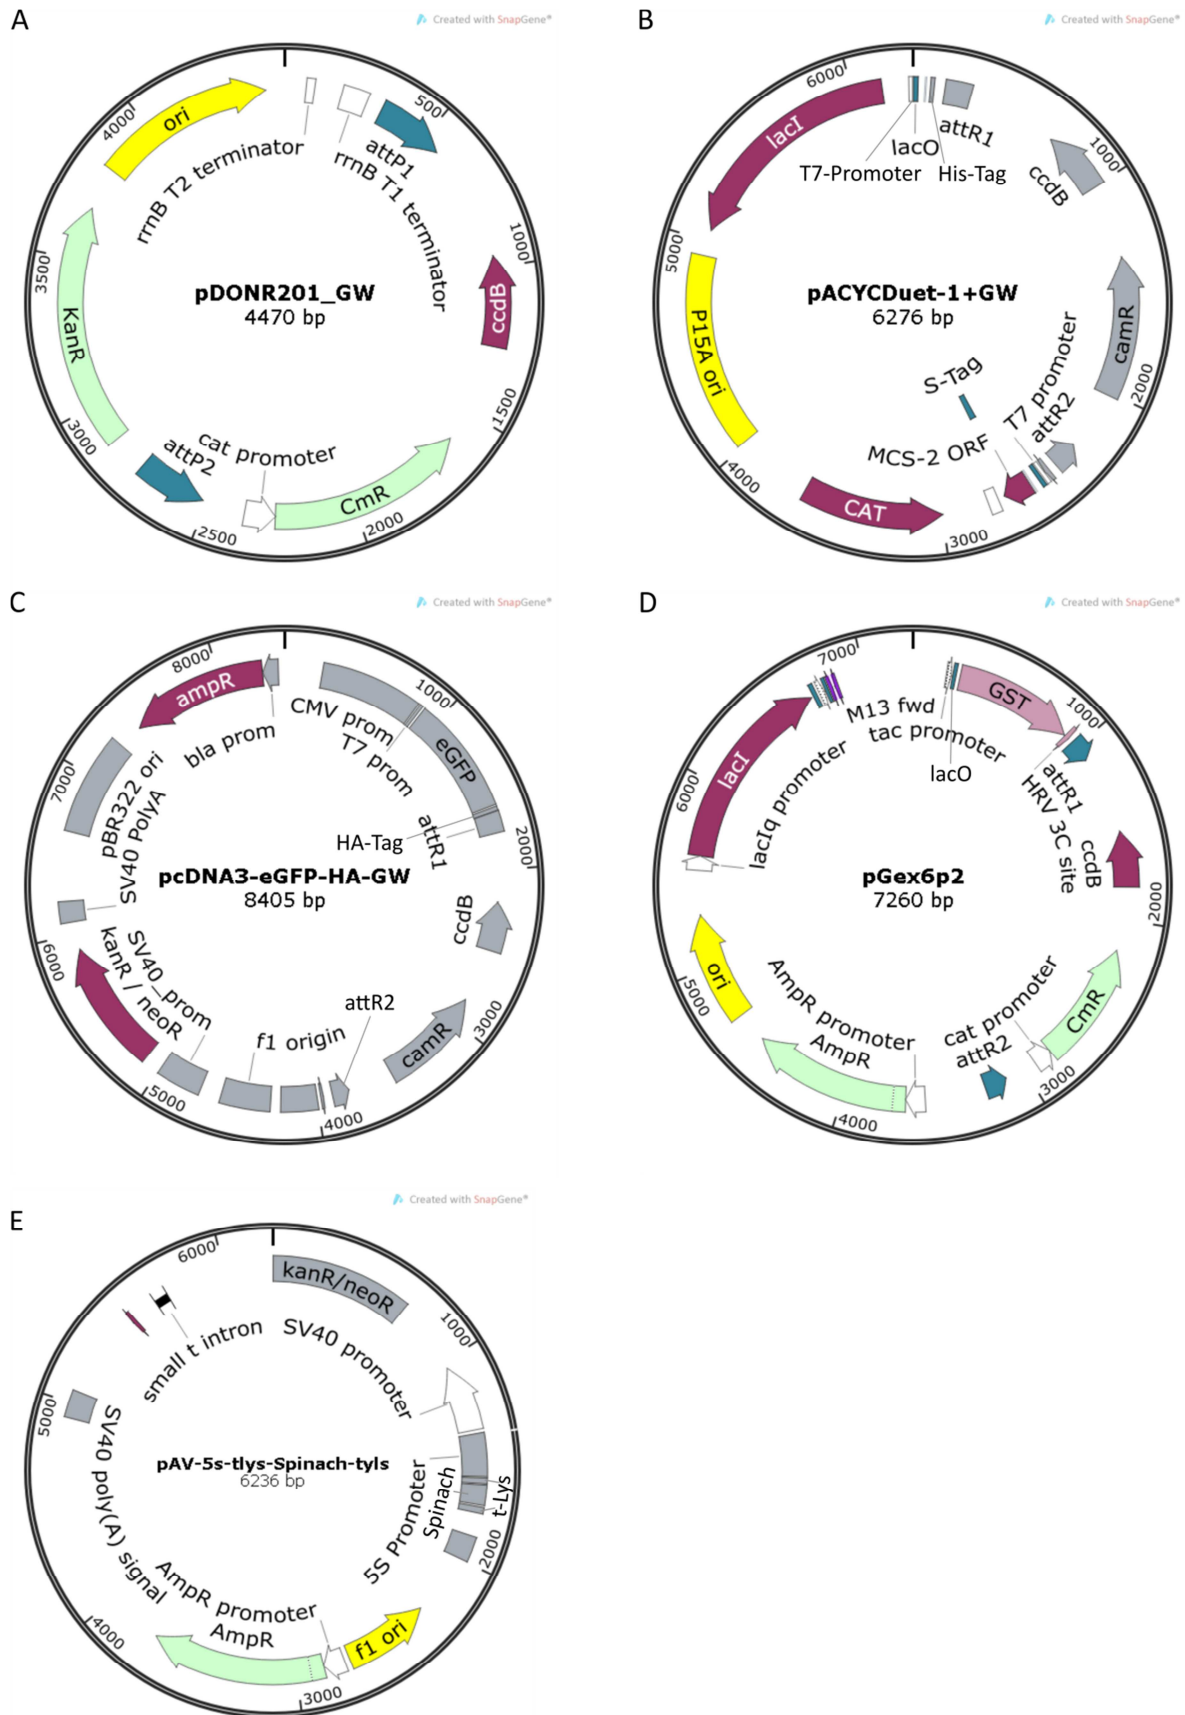 A
Created with SnapGene®
ori
4000
500
attP1
rrnB T2 terminator
rrnB T1 terminator
1000
3500
pDONR201_GW
4470 bp
ccdB
KanR
1500
3000
cat promoter
attP2
CmR
2500
2000
B
Created with SnapGene®
6000
lacI
attR1
lacO
T7-Promoter
His-Tag
1000
ccdB
5000
pACYCDuet-1+GW
6276 bp
P15A ori
camR
S-Tag
T7 promoter
2000
attR2
MCS-2 ORF
4000
CAT
3000
C
Created with SnapGene®
8000
ampR
1000
CMV prom
T7 prom
eGFP
bla prom
7000
pBR322 ori
SV40 PolyA
HA-Tag
attR1
2000
pcDNA3-eGFP-HA-GW
8405 bp
ccdB
6000
kanR / neoR
SV40_prom
attR2
f1 origin
camR
3000
5000
4000
D
Created with SnapGene®
7000
GST
M13 fwd
tac promoter
1000
lacO
lacI
lacIq promoter
attR1
HRV 3C site
6000
pGex6p2
7260 bp
ccdB
2000
ori
5000
AmpR promoter
AmpR
cat promoter
attR2
CmR
3000
4000
E
Created with SnapGene®
6000
kanR/neoR
1000
small t intron
SV40 promoter
5000
SV40 poly(A) signal
pAV-5s-tlys-Spinach-tyls
6236 bp
5S Promoter
Spinach
t-Lys
2000
AmpR promoter
AmpR
f1 ori
4000
3000